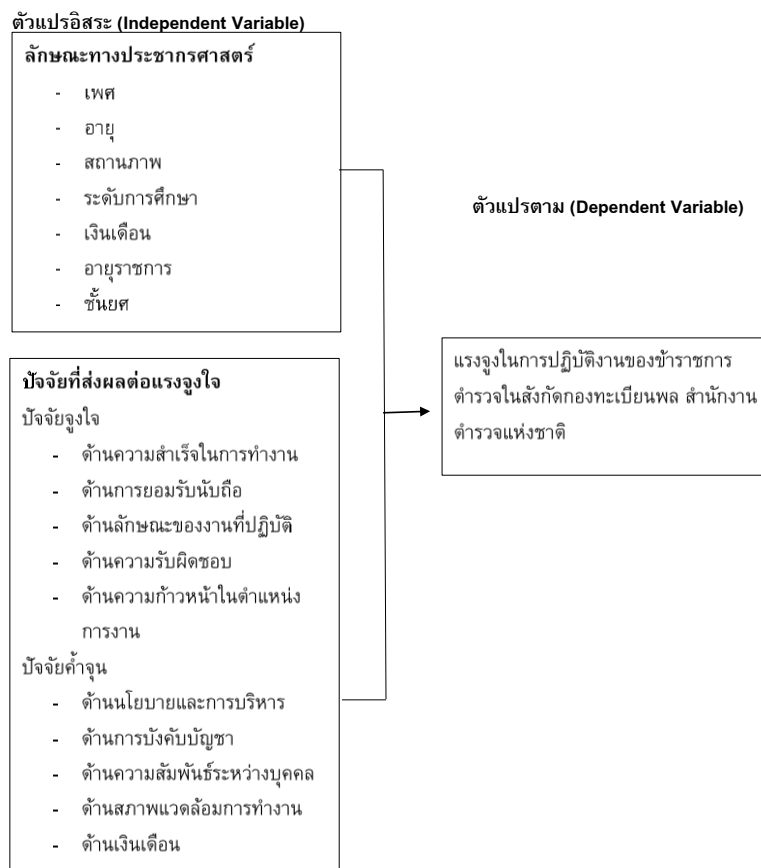 ตัวแปรอิสระ (Independent Variable)
ลักษณะทางประชากรศาสตร์
- เพศ
- อายุ
- สถานภาพ
- ระดับการศึกษา
- เงินเดือน
- อายุราชการ
- ชั้นยศ
ปัจจัยที่ส่งผลต่อแรงจูงใจ
ปัจจัยจูงใจ
- ด้านความสำเร็จในการทำงาน
- ด้านการยอมรับนับถือ
- ด้านลักษณะของงานที่ปฏิบัติ
- ด้านความรับผิดชอบ
- ด้านความก้าวหน้าในตำแหน่ง
การงาน
ปัจจัยค้ำจุน
- ด้านนโยบายและการบริหาร
- ด้านการบังคับบัญชา
- ด้านความสัมพันธ์ระหว่างบุคคล
- ด้านสภาพแวดล้อมการทำงาน
- ด้านเงินเดือน
ตัวแปรตาม (Dependent Variable)
แรงจูงในการปฏิบัติงานของข้าราชการ
ตำรวจในสังกัดกองทะเบียนพล สำนักงาน
ตำรวจแห่งชาติ